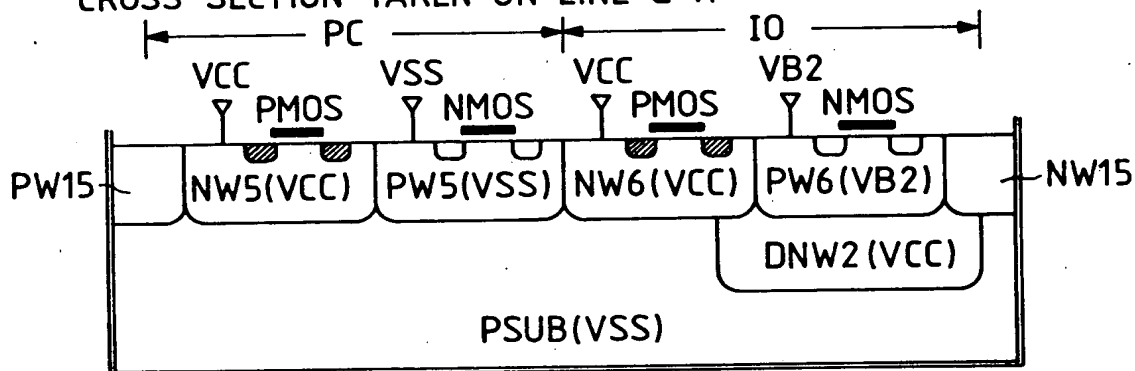 PC IO
VCC VSS VCC VB2
PMOS NMOS PMOS NMOS
PW15 NW5(VCC) PW5(VSS) NW6(VCC) PW6(VB2) NW15
DNW2(VCC)
PSUB(VSS)